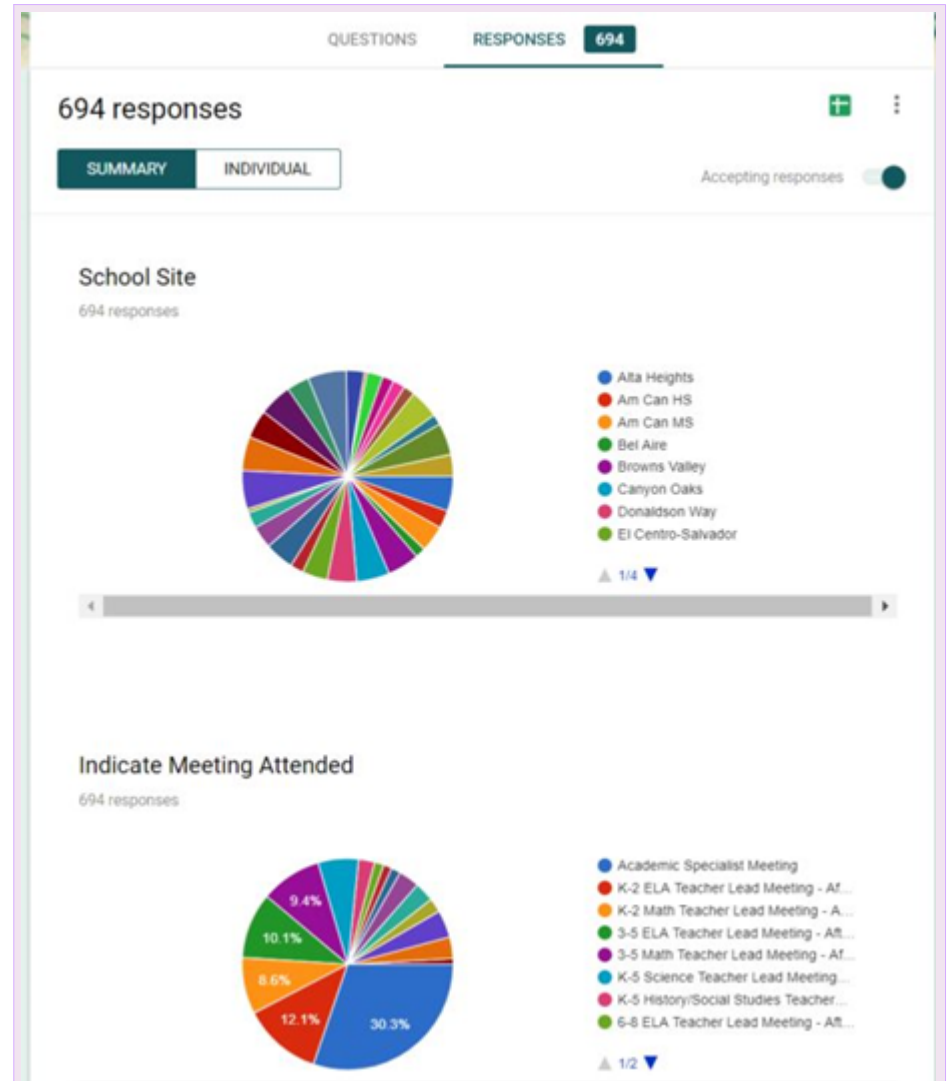 QUESTIONS RESPONSES 694
694 responses
SUMMARY INDIVIDUAL
Accepting responses
School Site
694 responses
Alta Heights
Am Can HS
Am Can MS
Bel Aire
Browns Valley
Canyon Oaks
Donaldson Way
El Centro-Salvador
1/4
Indicate Meeting Attended
694 responses
9.4%
10.1%
8.6%
12.1%
30.3%
Academic Specialist Meeting
K-2 ELA Teacher Lead Meeting - Af...
K-2 Math Teacher Lead Meeting - A...
3-5 ELA Teacher Lead Meeting - Aft...
3-5 Math Teacher Lead Meeting - Af...
K-5 Science Teacher Lead Meeting...
K-5 History/Social Studies Teacher...
6-8 ELA Teacher Lead Meeting - Aft...
1/2